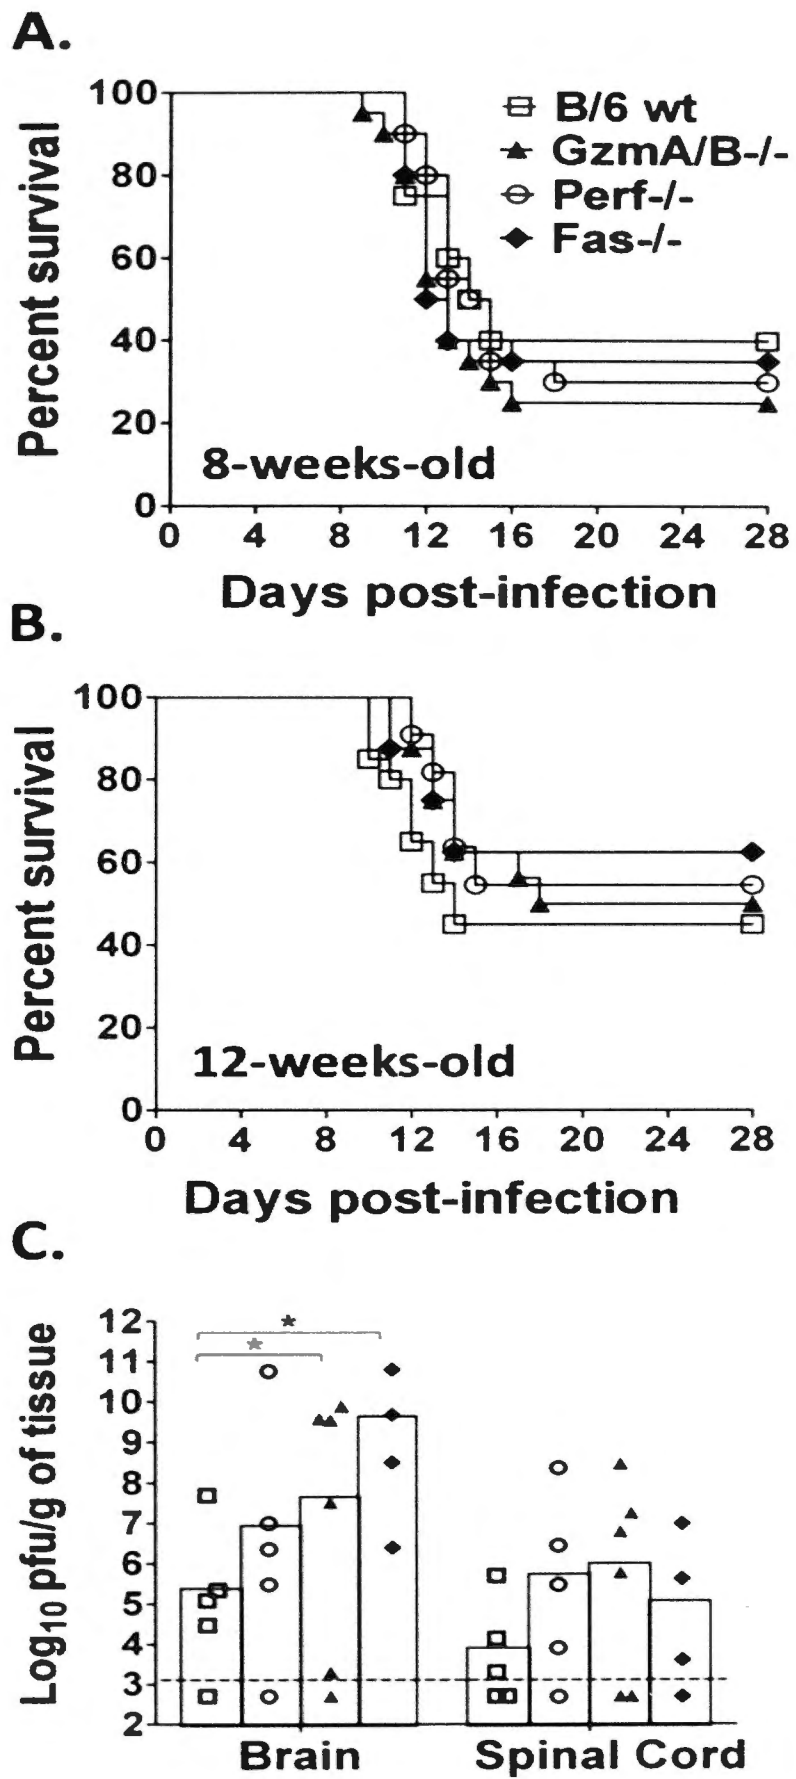 A.
100
80
60
40
20
0
Percent survival
B/6 wt
GzmA/B-/-
Perf-/-
Fas-/-
8-weeks-old
0 4 8 12 16 20 24 28
Days post-infection
B.
100
80
60
40
20
0
Percent survival
12-weeks-old
0 4 8 12 16 20 24 28
Days post-infection
C.
12
11
10
9
8
7
6
5
4
3
2
Log10 pfu/g of tissue
*
*
Brain Spinal Cord